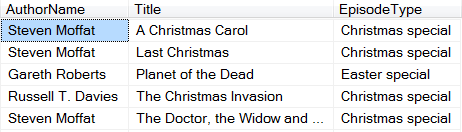 AuthorName Title EpisodeType
Steven Moffat A Christmas Carol Christmas special
Steven Moffat Last Christmas Christmas special
Gareth Roberts Planet of the Dead Easter special
Russell T. Davies The Christmas Invasion Christmas special
Steven Moffat The Doctor, the Widow and ... Christmas special